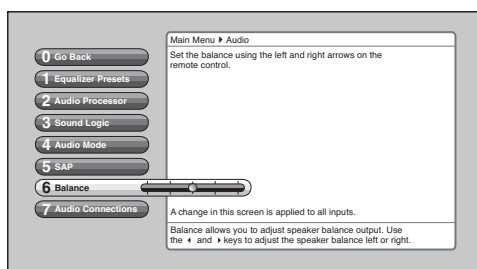 Main Menu ▶ Audio
0 Go Back
1 Equalizer Presets
2 Audio Processor
3 Sound Logic
4 Audio Mode
5 SAP
6 Balance
7 Audio Connections
Set the balance using the left and right arrows on the
remote control.
A change in this screen is applied to all inputs.
Balance allows you to adjust speaker balance output. Use
the ◀ and ▶ keys to adjust the speaker balance left or right.